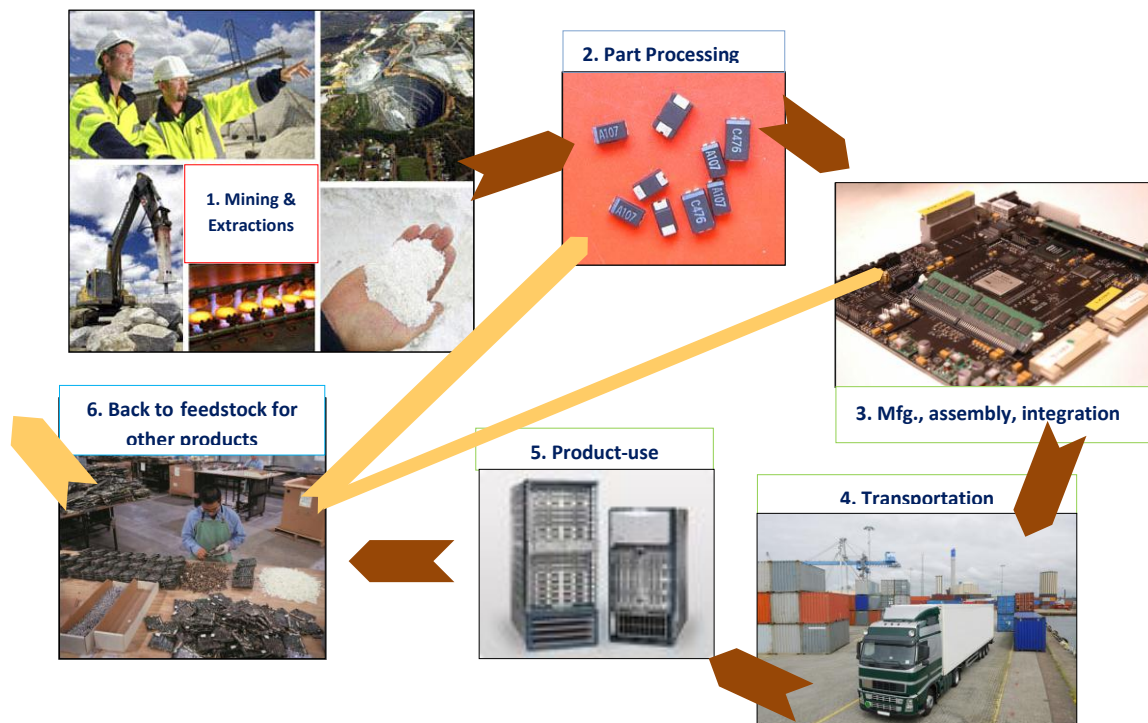 1. Mining &
Extractions
2. Part Processing
A107
C476
A107
A107
C476
A107
3. Mfg., assembly, integration
4. Transportation
5. Product-use
6. Back to feedstock for
other products